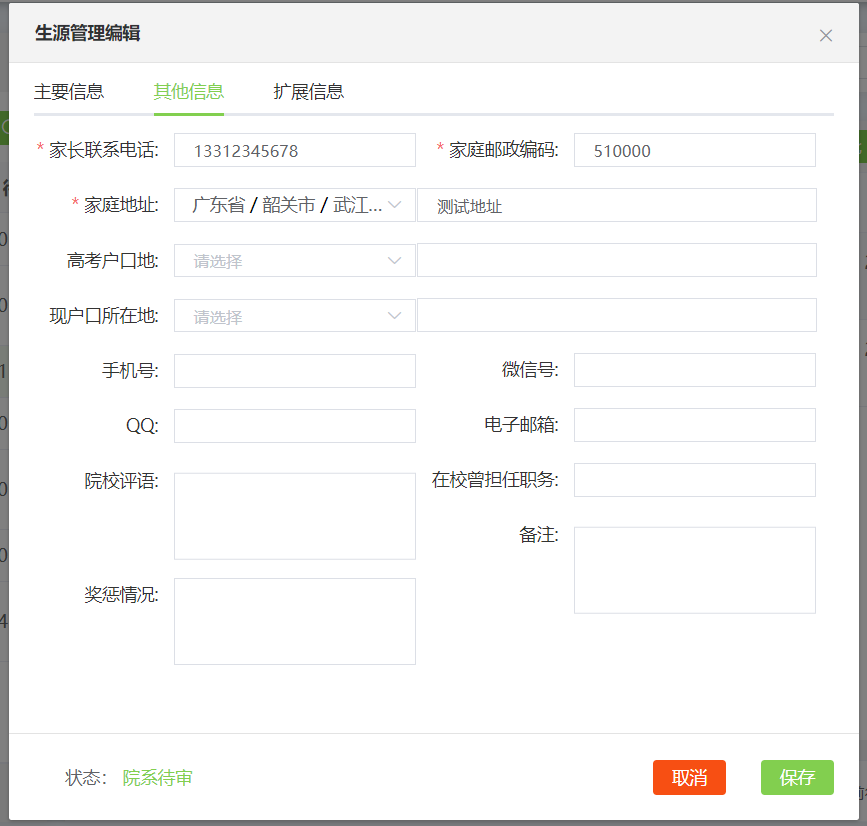 生源管理编辑
主要信息 其他信息 扩展信息
* 家长联系电话: 13312345678 * 家庭邮政编码: 510000
* 家庭地址: 广东省 / 韶关市 / 武江... 测试地址
高考户口地: 请选择
现户口所在地: 请选择
手机号: 微信号:
QQ: 电子邮箱:
院校评语: 在校曾担任职务:
备注:
奖惩情况:
状态: 院系待审 取消 保存